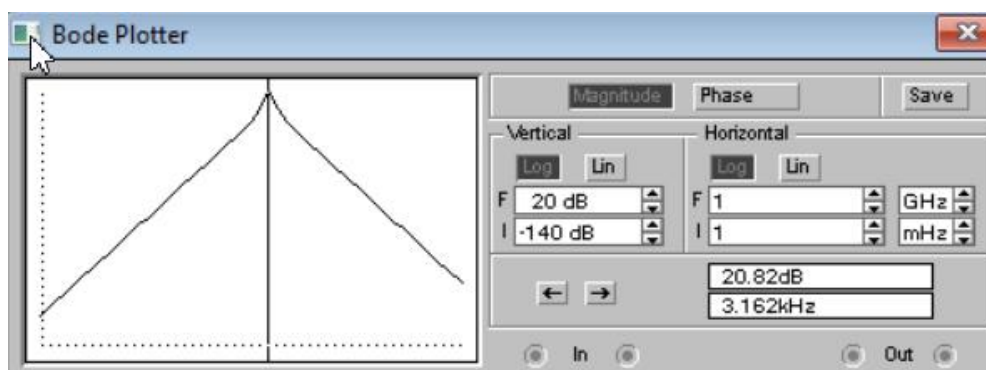 Bode Plotter
Magnitude Phase Save
Vertical Horizontal
Log Lin Log Lin
F 20 dB F 1 GHz
I -140 dB I 1 mHz
← →
20.82dB
3.162kHz
In Out